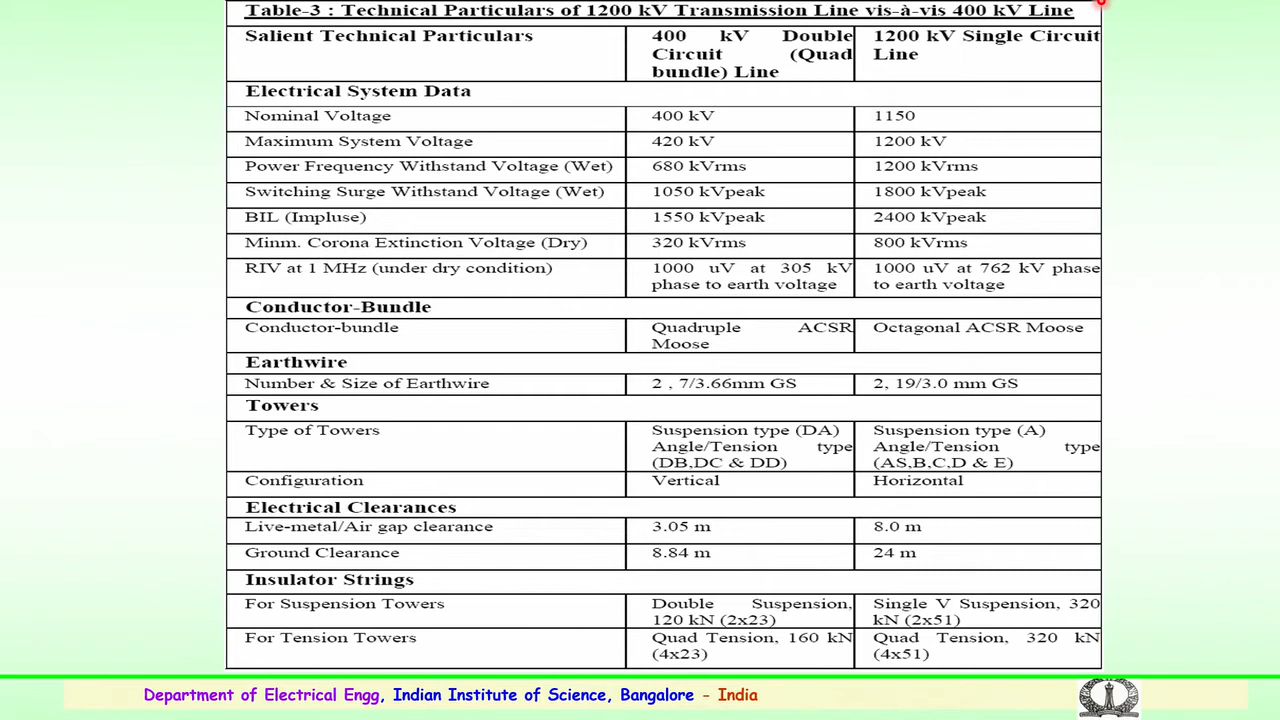 Table-3 : Technical Particulars of 1200 kV Transmission Line vis-à-vis 400 kV Line
Salient Technical Particulars
400 kV Double
Circuit (Quad
bundle) Line
1200 kV Single Circuit
Line
Electrical System Data
Nominal Voltage
400 kV
1150
Maximum System Voltage
420 kV
1200 kV
Power Frequency Withstand Voltage (Wet)
680 kVrms
1200 kVrms
Switching Surge Withstand Voltage (Wet)
1050 kVpeak
1800 kVpeak
BIL (Impluse)
1550 kVpeak
2400 kVpeak
Minm. Corona Extinction Voltage (Dry)
320 kVrms
800 kVrms
RIV at 1 MHz (under dry condition)
1000 uV at 305 kV
phase to earth voltage
1000 uV at 762 kV phase
to earth voltage
Conductor-Bundle
Conductor-bundle
Quadruple ACSR
Moose
Octagonal ACSR Moose
Earthwire
Number & Size of Earthwire
2 , 7/3.66mm GS
2, 19/3.0 mm GS
Towers
Type of Towers
Suspension type (DA)
Angle/Tension type
(DB,DC & DD)
Suspension type (A)
Angle/Tension type
(AS,B,C,D & E)
Configuration
Vertical
Horizontal
Electrical Clearances
Live-metal/Air gap clearance
3.05 m
8.0 m
Ground Clearance
8.84 m
24 m
Insulator Strings
For Suspension Towers
Double Suspension,
120 kN (2x23)
Single V Suspension, 320
kN (2x51)
For Tension Towers
Quad Tension, 160 kN
(4x23)
Quad Tension, 320 kN
(4x51)
Department of Electrical Engg, Indian Institute of Science, Bangalore - India